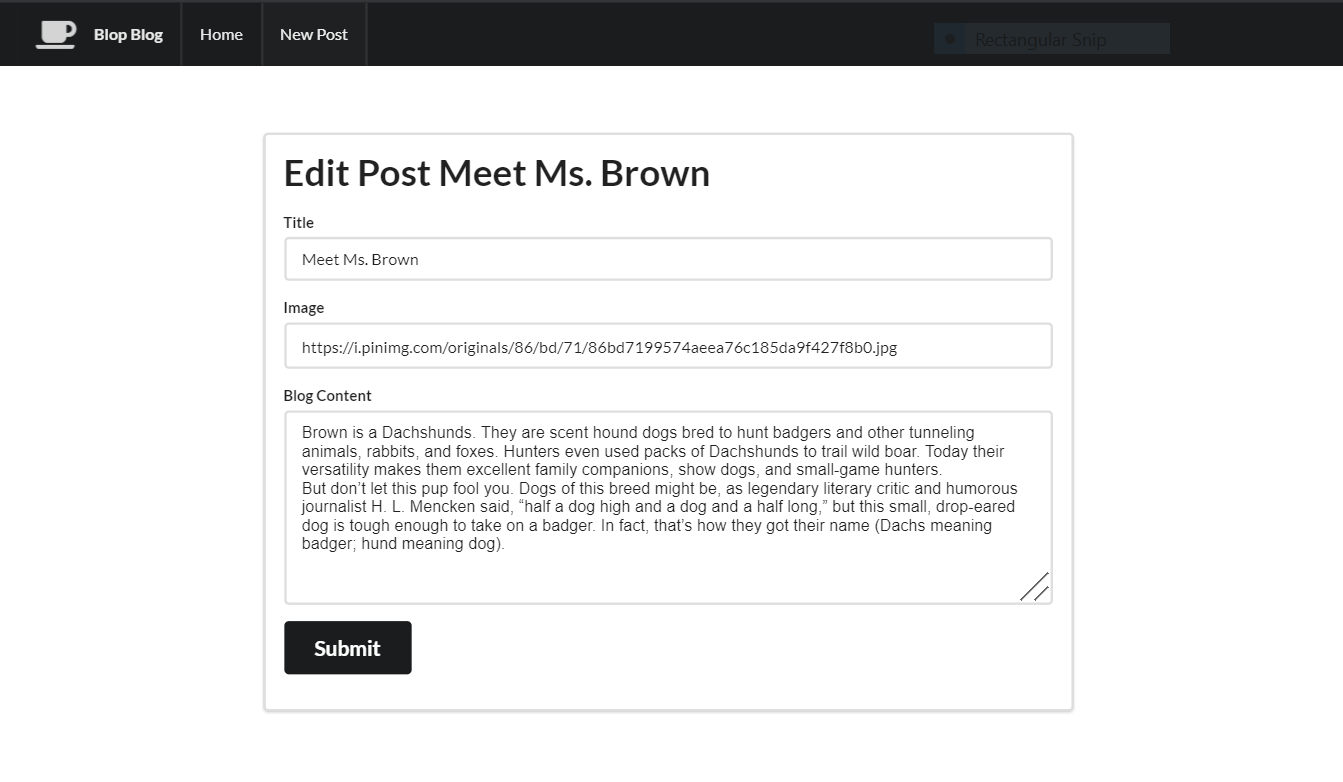 Blop Blog Home New Post Rectangular Snip
Edit Post Meet Ms. Brown
Title
Meet Ms. Brown
Image
https://i.pinimg.com/originals/86/bd/71/86bd7199574aeea76c185da9f427f8b0.jpg
Blog Content
Brown is a Dachshunds. They are scent hound dogs bred to hunt badgers and other tunneling
animals, rabbits, and foxes. Hunters even used packs of Dachshunds to trail wild boar. Today their
versatility makes them excellent family companions, show dogs, and small-game hunters.
But don’t let this pup fool you. Dogs of this breed might be, as legendary literary critic and humorous
journalist H. L. Mencken said, “half a dog high and a dog and a half long,” but this small, drop-eared
dog is tough enough to take on a badger. In fact, that’s how they got their name (Dachs meaning
badger; hund meaning dog).
Submit